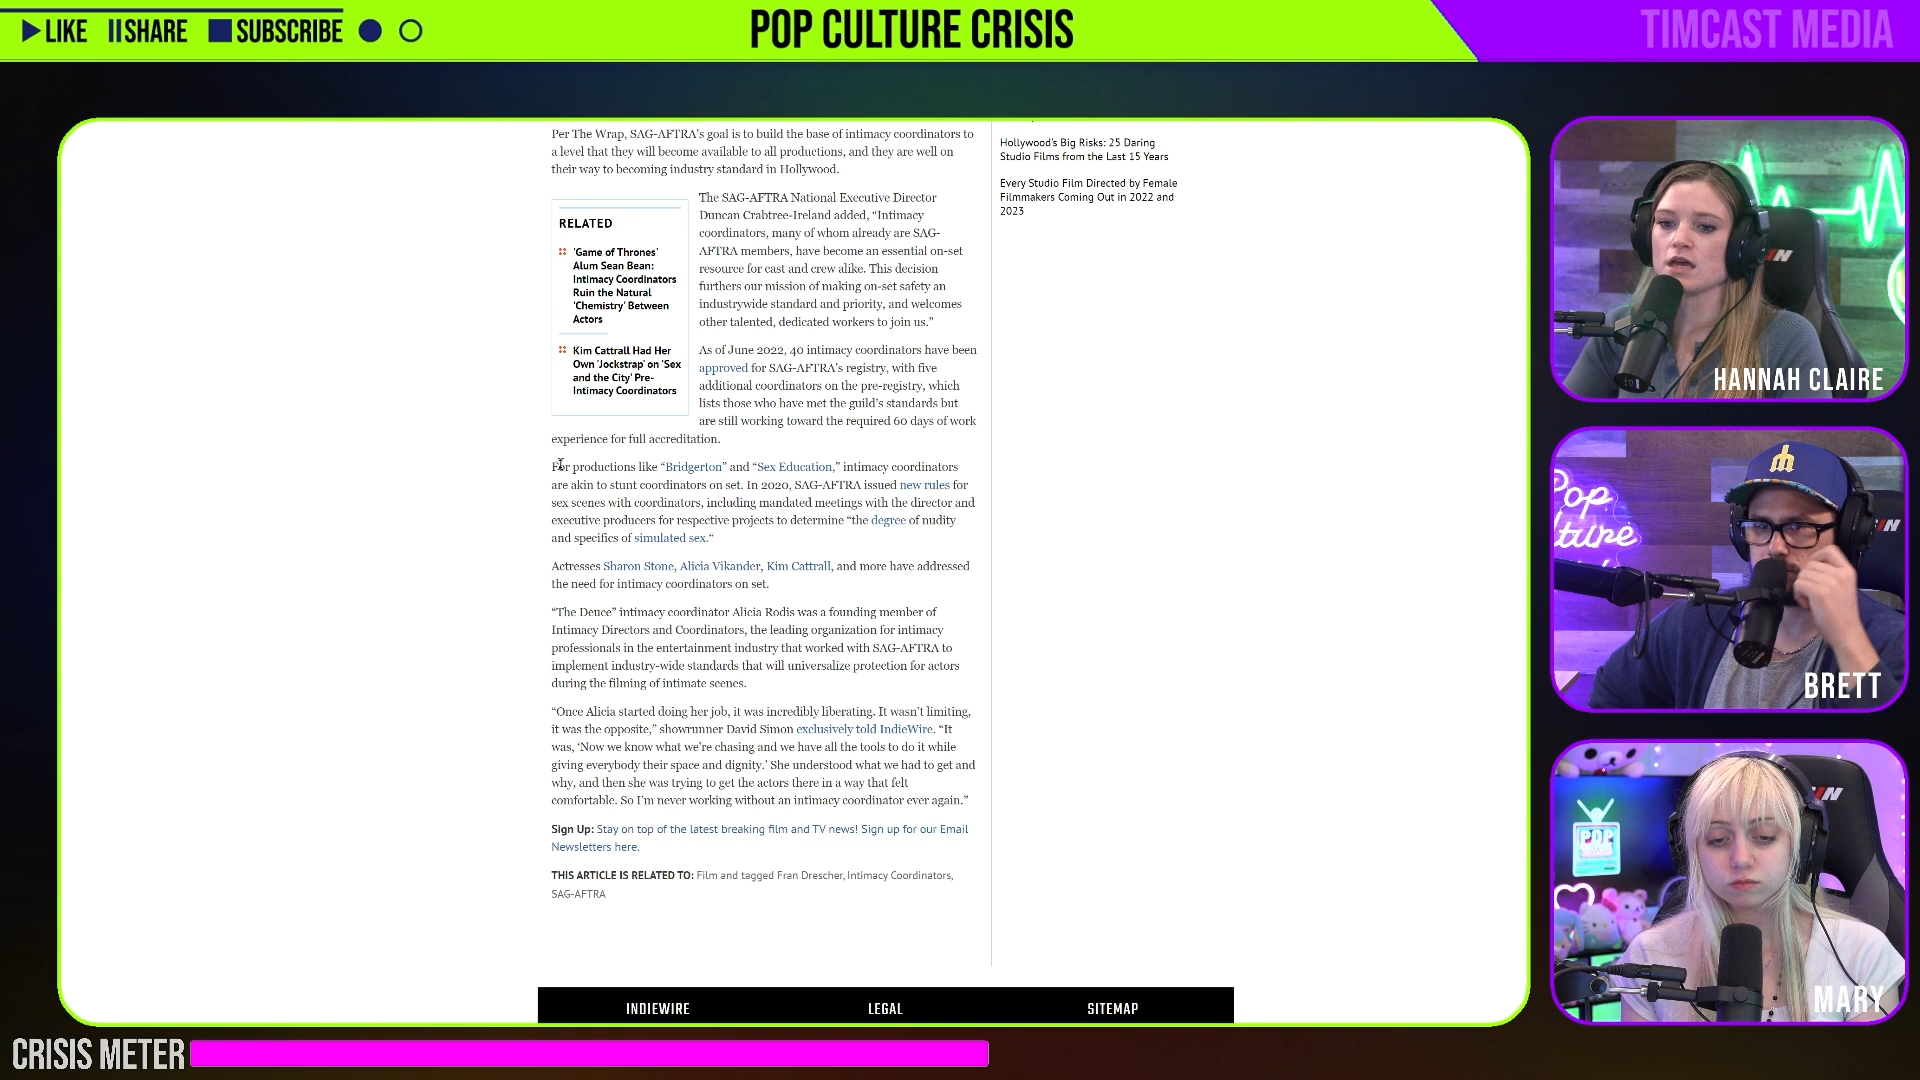 LIKE SHARE SUBSCRIBE
POP CULTURE CRISIS
TIMCAST MEDIA
Per The Wrap, SAG-AFTRA's goal is to build the base of intimacy coordinators to
a level that they will become available to all productions, and they are well on
their way to becoming industry standard in Hollywood.
RELATED
'Game of Thrones'
Alum Sean Bean:
Intimacy Coordinators
Ruin the Natural
'Chemistry' Between
Actors
Kim Cattrall Had Her
Own 'Jockstrap' on 'Sex
and the City' Pre-
Intimacy Coordinators
The SAG-AFTRA National Executive Director
Duncan Crabtree-Ireland added, “Intimacy
coordinators, many of whom already are SAG-
AFTRA members, have become an essential on-set
resource for cast and crew alike. This decision
furthers our mission of making on-set safety an
industrywide standard and priority, and welcomes
other talented, dedicated workers to join us.”
As of June 2022, 40 intimacy coordinators have been
approved for SAG-AFTRA's registry, with five
additional coordinators on the pre-registry, which
lists those who have met the guild's standards but
are still working toward the required 60 days of work
experience for full accreditation.
For productions like “Bridgerton” and “Sex Education,” intimacy coordinators
are akin to stunt coordinators on set. In 2020, SAG-AFTRA issued new rules for
sex scenes with coordinators, including mandated meetings with the director and
executive producers for respective projects to determine “the degree of nudity
and specifics of simulated sex.“
Actresses Sharon Stone, Alicia Vikander, Kim Cattrall, and more have addressed
the need for intimacy coordinators on set.
“The Deuce” intimacy coordinator Alicia Rodis was a founding member of
Intimacy Directors and Coordinators, the leading organization for intimacy
professionals in the entertainment industry that worked with SAG-AFTRA to
implement industry-wide standards that will universalize protection for actors
during the filming of intimate scenes.
“Once Alicia started doing her job, it was incredibly liberating. It wasn't limiting,
it was the opposite,” showrunner David Simon exclusively told IndieWire. “It
was, ‘Now we know what we're chasing and we have all the tools to do it while
giving everybody their space and dignity.’ She understood what we had to get and
why, and then she was trying to get the actors there in a way that felt
comfortable. So I'm never working without an intimacy coordinator ever again.”
Sign Up: Stay on top of the latest breaking film and TV news! Sign up for our Email
Newsletters here.
THIS ARTICLE IS RELATED TO: Film and tagged Fran Drescher, Intimacy Coordinators,
SAG-AFTRA
INDIEWIRE LEGAL SITEMAP
Hollywood's Big Risks: 25 Daring
Studio Films from the Last 15 Years
Every Studio Film Directed by Female
Filmmakers Coming Out in 2022 and
2023
HANNAH CLAIRE
Pop
BRETT
POP
MARY
CRISIS METER